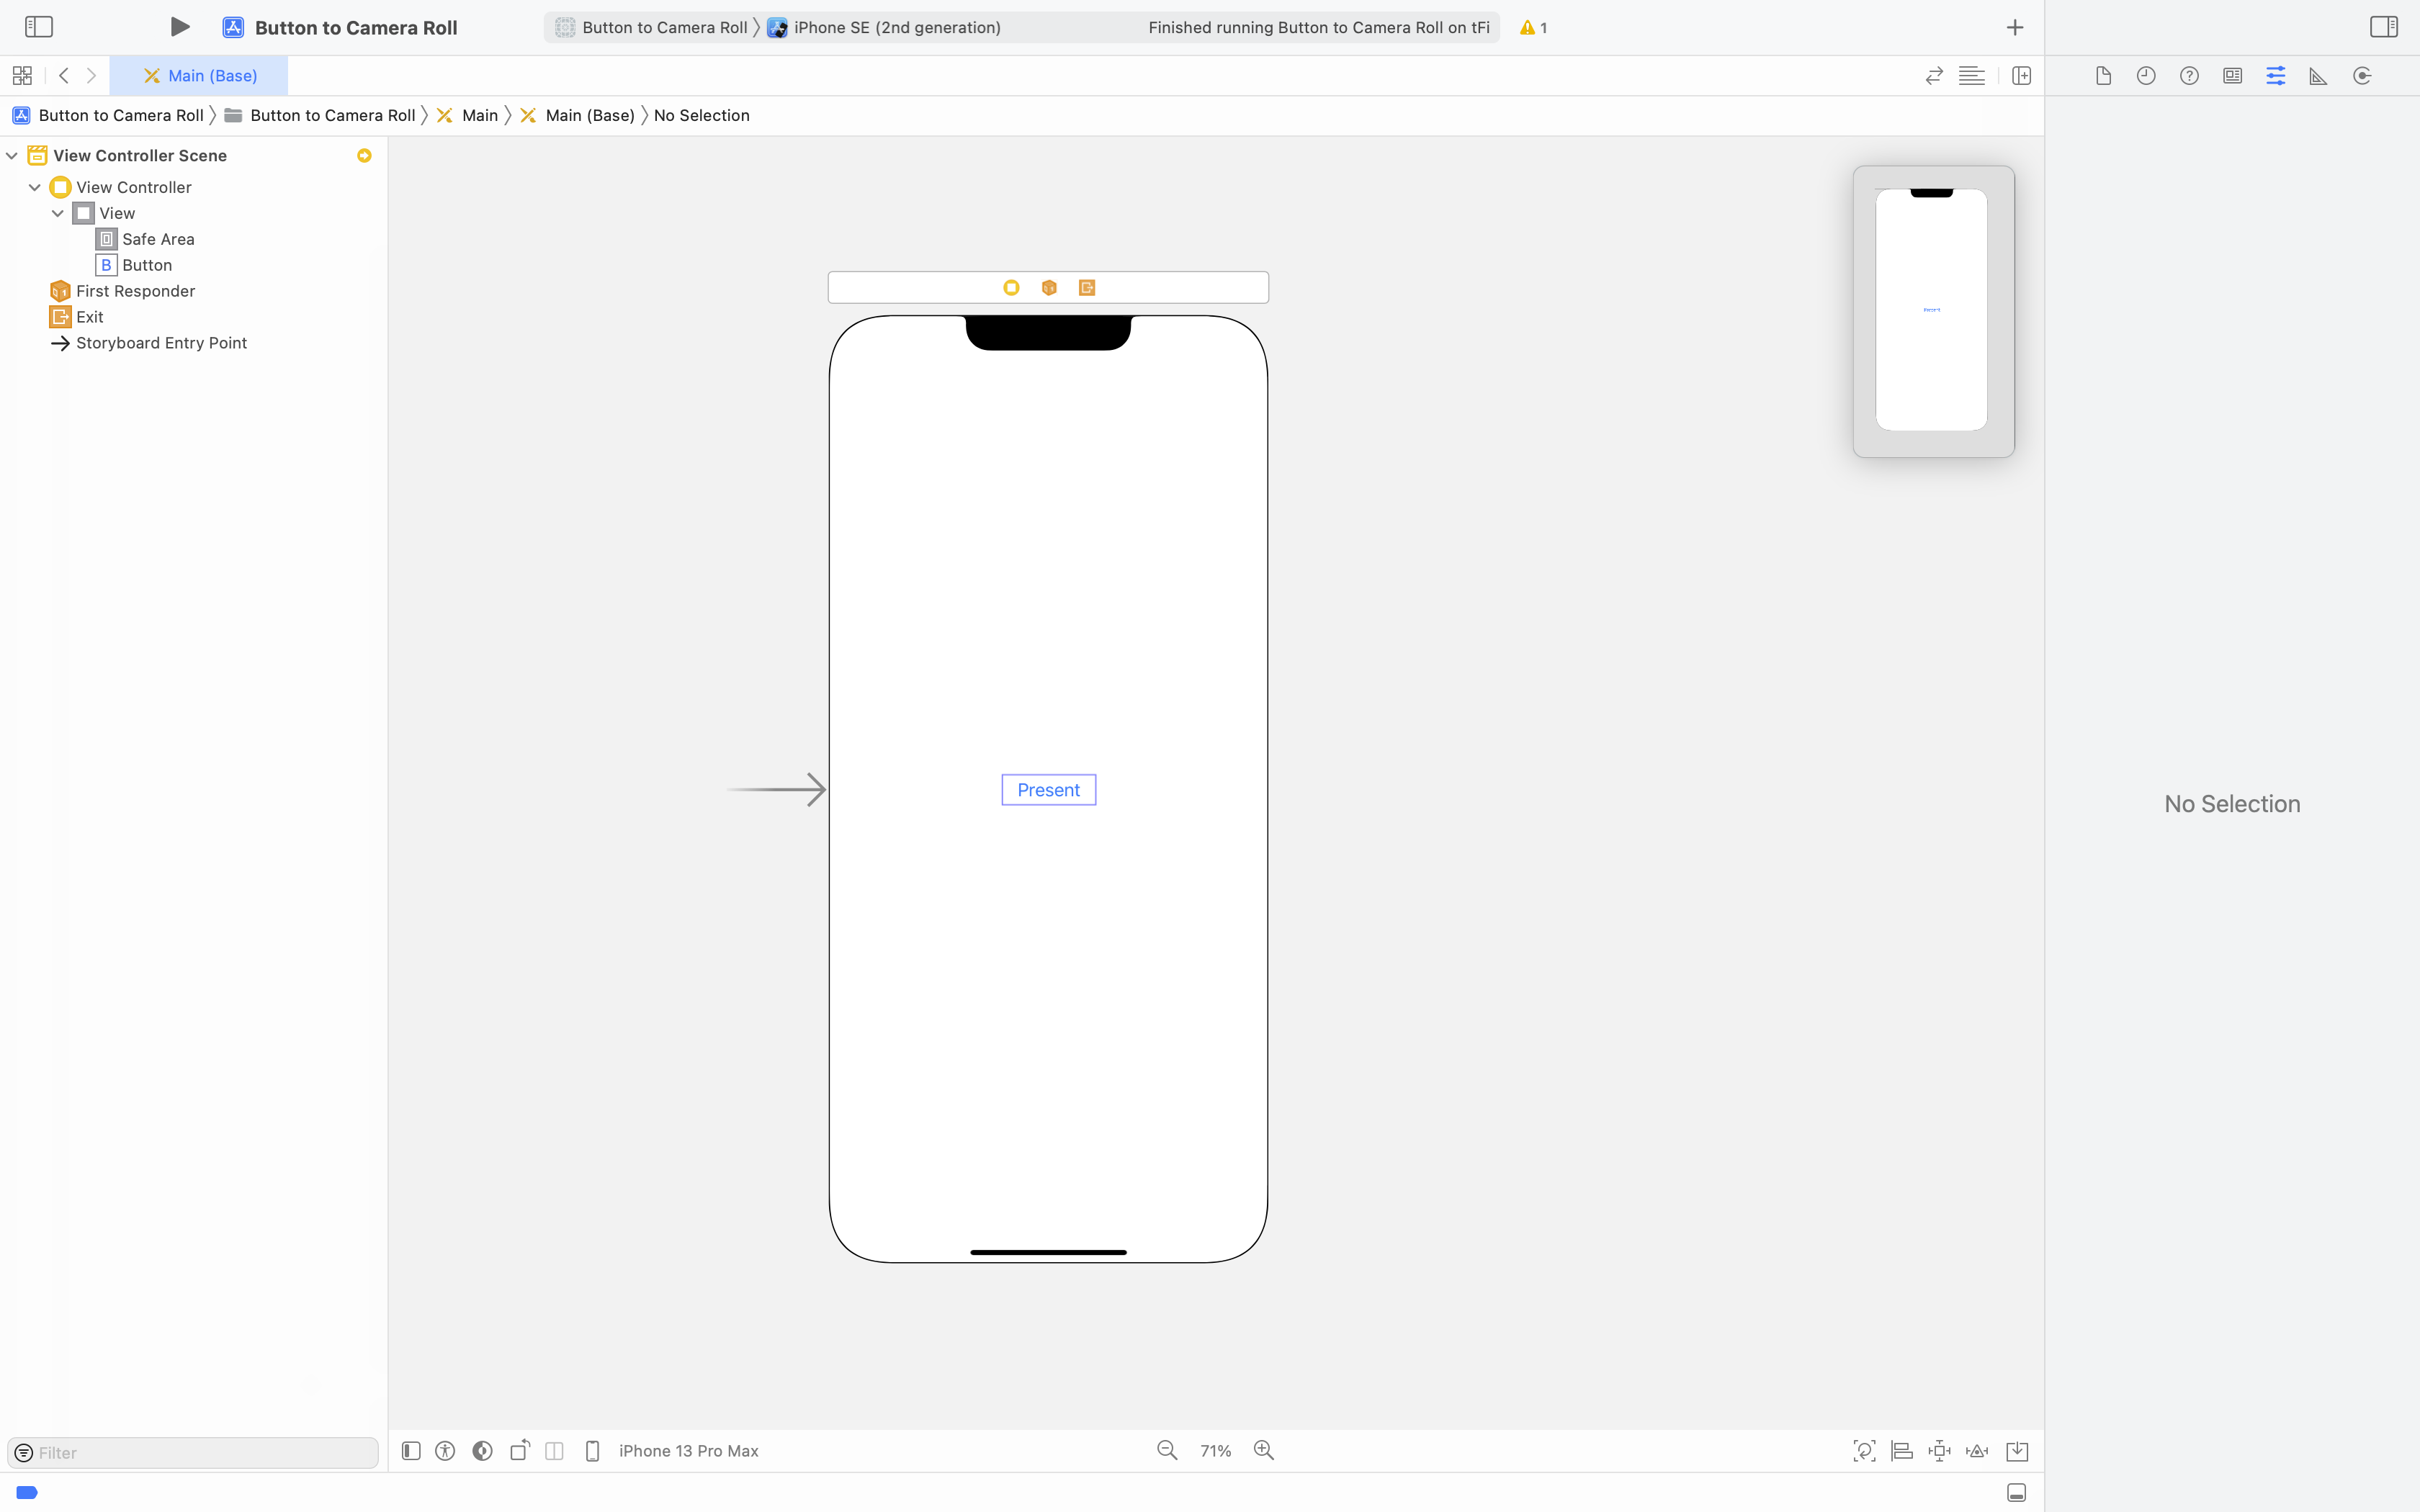 Button to Camera Roll
Button to Camera Roll
iPhone SE (2nd generation)
Finished running Button to Camera Roll on tFi
1
Main (Base)
Button to Camera Roll
Button to Camera Roll
Main
Main (Base)
No Selection
View Controller Scene
View Controller
View
Safe Area
B
Button
1
First Responder
Exit
Storyboard Entry Point
Present
Present
No Selection
Filter
iPhone 13 Pro Max
71%